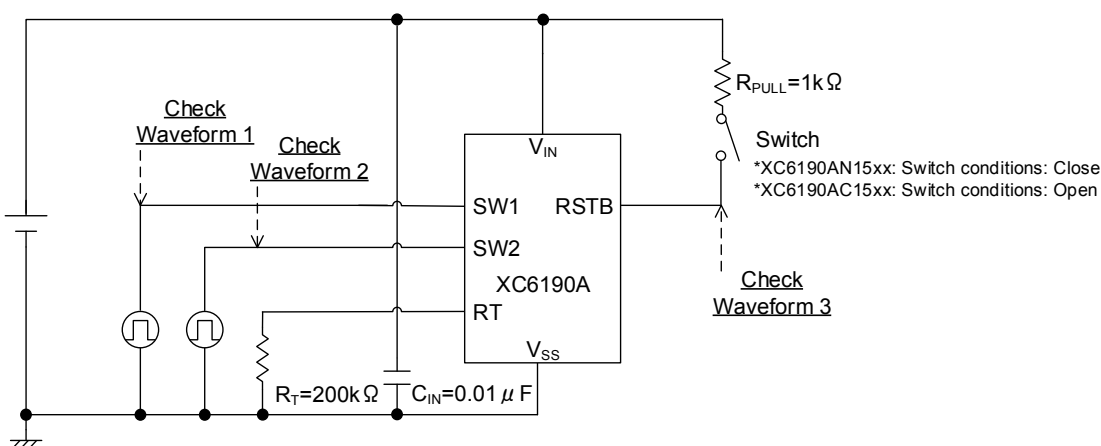 Check
Waveform 1
Check
Waveform 2
RPULL=1kΩ
Switch
*XC6190AN15xx: Switch conditions: Close
*XC6190AC15xx: Switch conditions: Open
VIN
SW1
RSTB
SW2
XC6190A
RT
VSS
Check
Waveform 3
RT=200kΩ
CIN=0.01μF